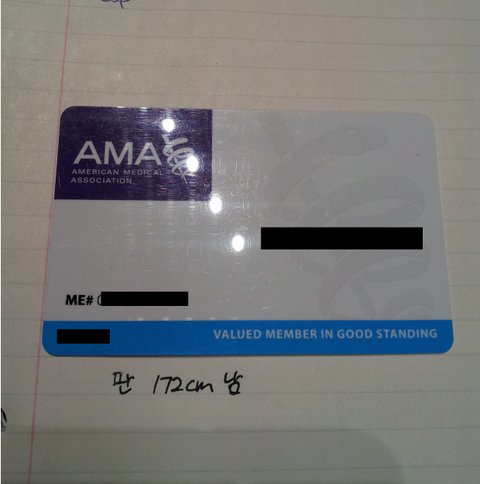 AMA
AMERICAN MEDICAL
ASSOCIATION
ME#
VALUED MEMBER IN GOOD STANDING
판 172cm 남